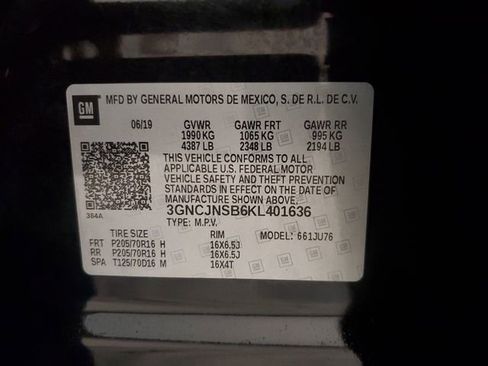 GM
MFD BY GENERAL MOTORS DE MEXICO, S. DE R.L. DE C.V.
06/19 GVWR GAWR FRT GAWR RR
1990 KG 1065 KG 995 KG
4387 LB 2348 LB 2194 LB
THIS VEHICLE CONFORMS TO ALL
APPLICABLE U.S. FEDERAL MOTOR
VEHICLE SAFETY AND THEFT PREVENTION
STANDARDS IN EFFECT ON THE DATE
OF MANUFACTURE SHOWN ABOVE.
384A 3GNCJNSB6KL401636
TYPE: M.P.V.
TIRE SIZE RIM MODEL: 661JU76
FRT P205/70R16 H 16X6.5J
RR P205/70R16 H 16X6.5J
SPA T125/70D16 M 16X4T